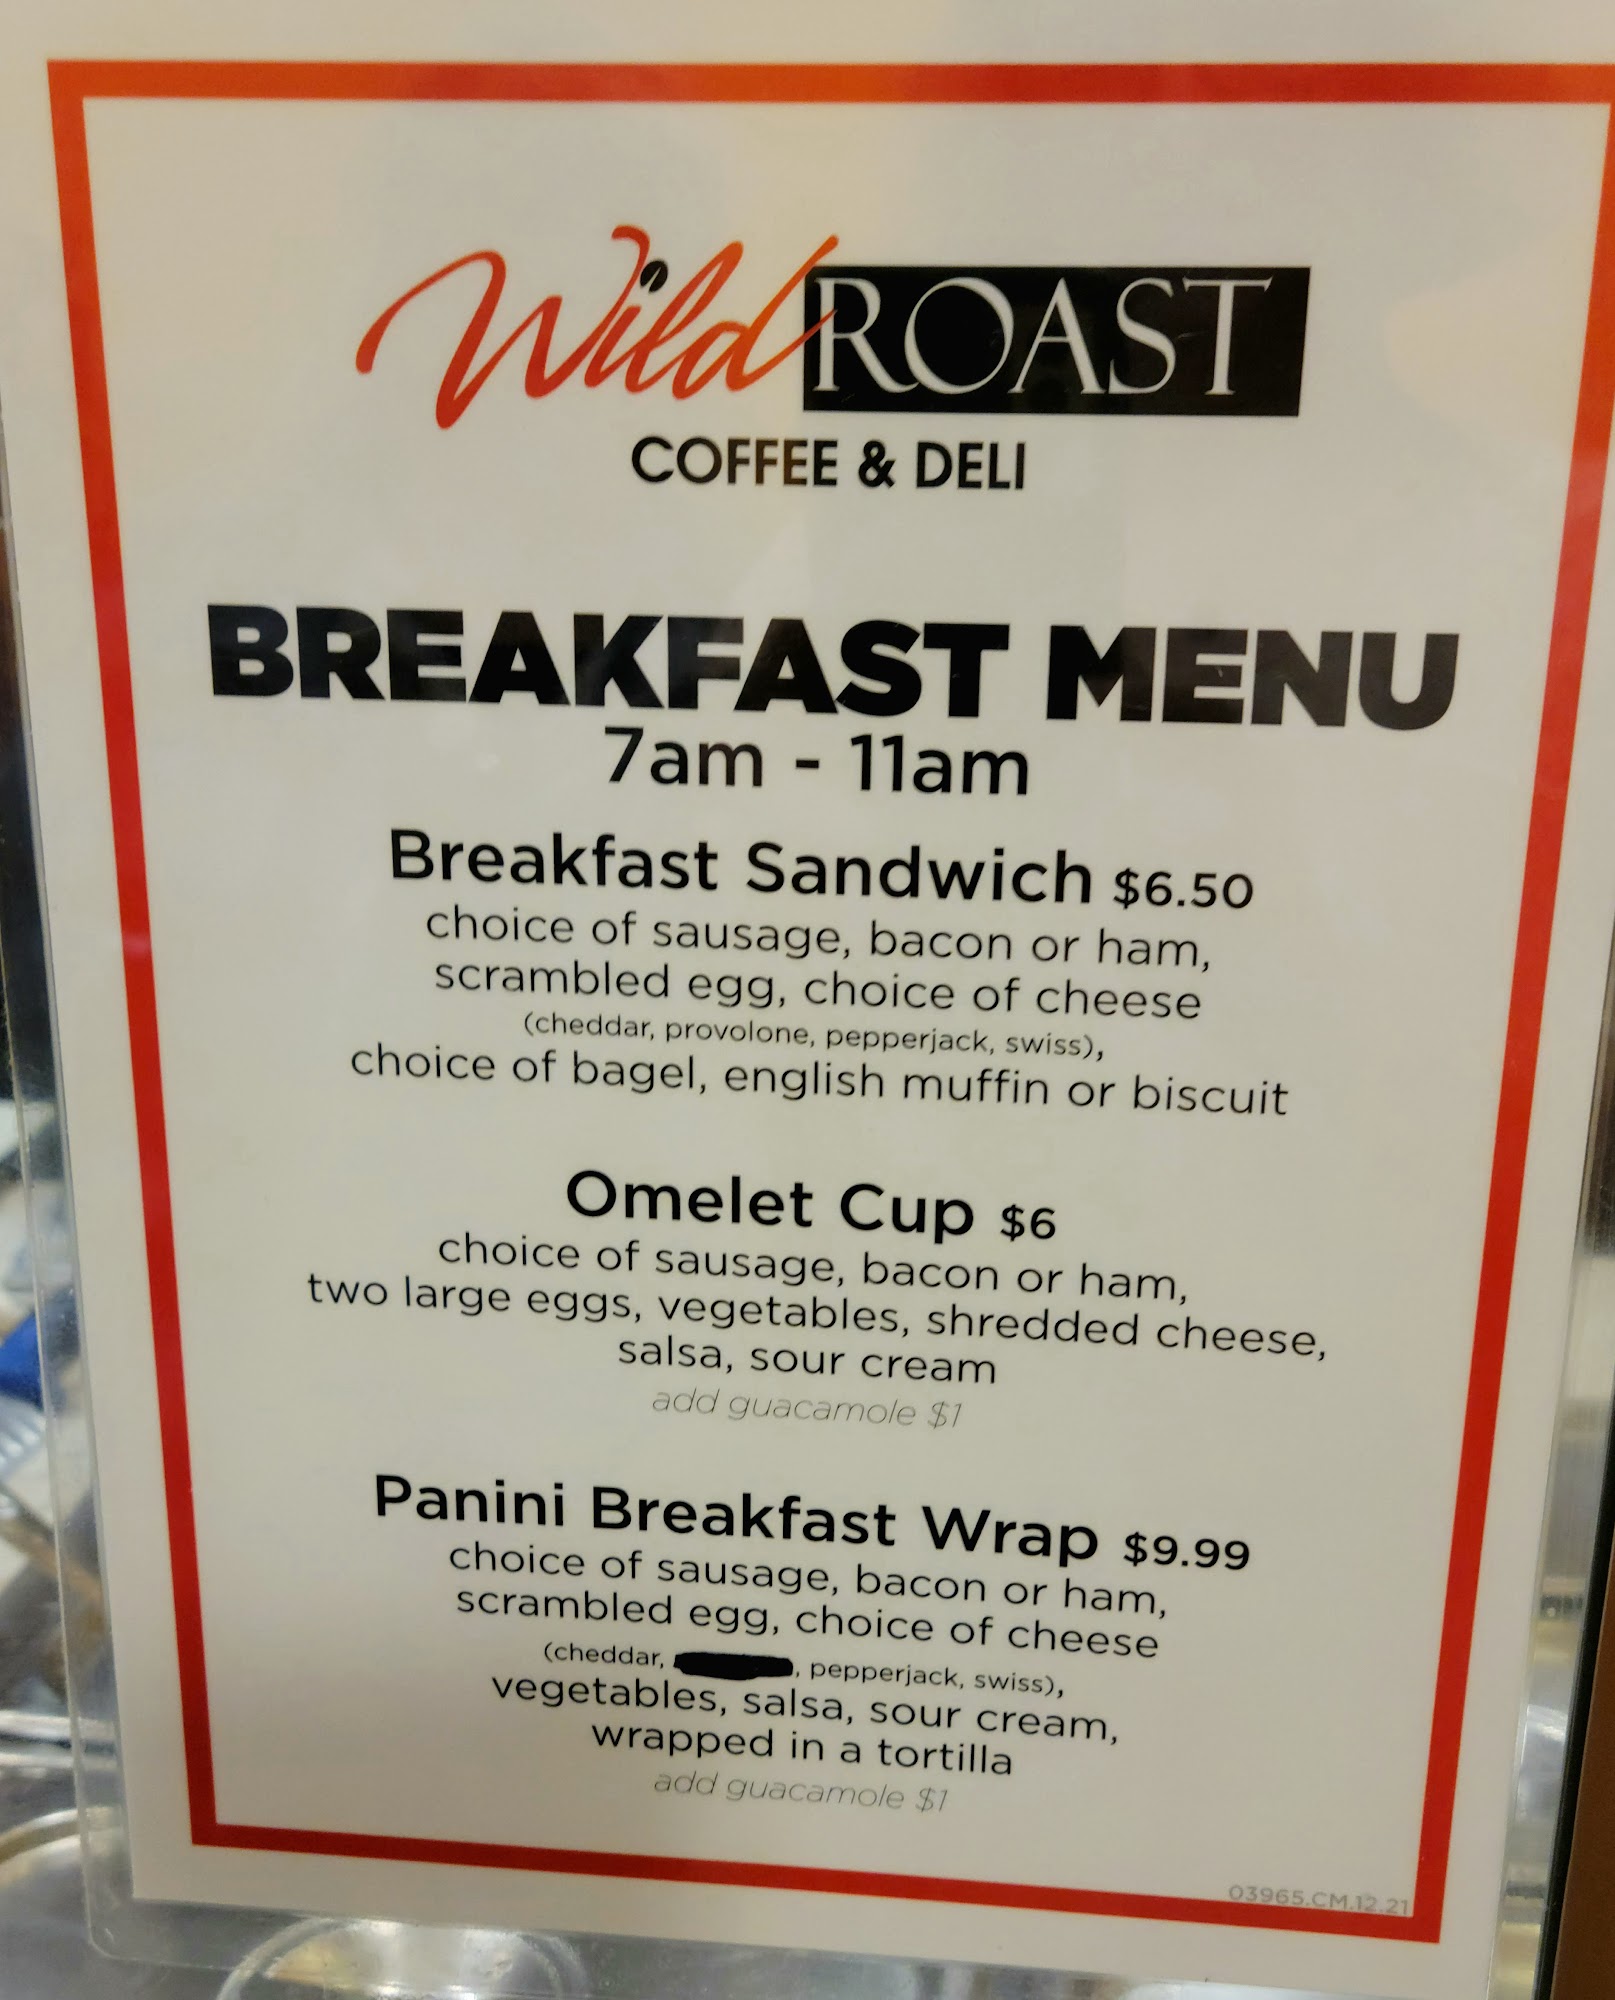 Wild ROAST
COFFEE & DELI
BREAKFAST MENU
7am - 11am
Breakfast Sandwich $6.50
choice of sausage, bacon or ham,
scrambled egg, choice of cheese
(cheddar, provolone, pepperjack, swiss),
choice of bagel, english muffin or biscuit
Omelet Cup $6
choice of sausage, bacon or ham,
two large eggs, vegetables, shredded cheese,
salsa, sour cream
add guacamole $1
Panini Breakfast Wrap $9.99
choice of sausage, bacon or ham,
scrambled egg, choice of cheese
(cheddar, , pepperjack, swiss),
vegetables, salsa, sour cream,
wrapped in a tortilla
add guacamole $1
03965.CM.12.21